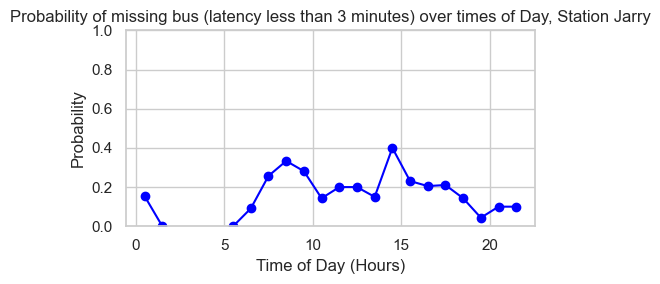 Probability of missing bus (latency less than 3 minutes) over times of Day, Station Jarry
1.0
0.8
0.6
0.4
0.2
0.0
Probability
0 5 10 15 20
Time of Day (Hours)